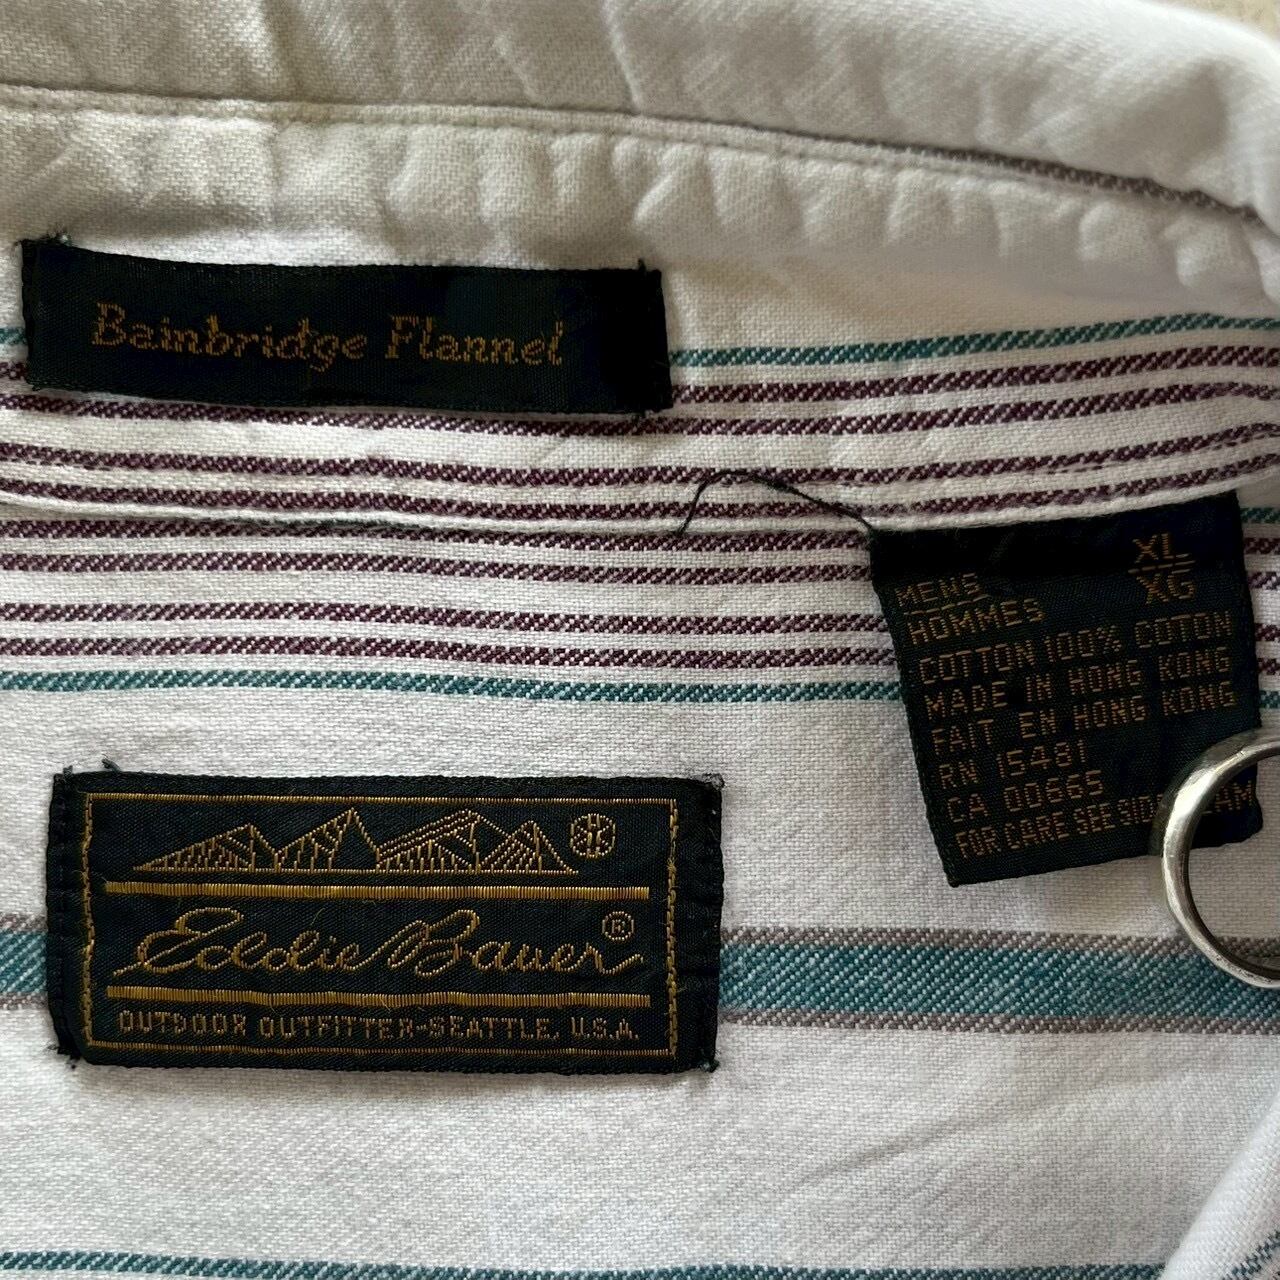 Bainbridge Flannel
XL
XG
MENS
HOMMES
COTTON 100% COTON
MADE IN HONG KONG
FAIT EN HONG KONG
RN 15481
CA 00665
FOR CARE SEE SIDE
Eddie Bauer®
OUTDOOR OUTFITTER-SEATTLE, U.S.A.